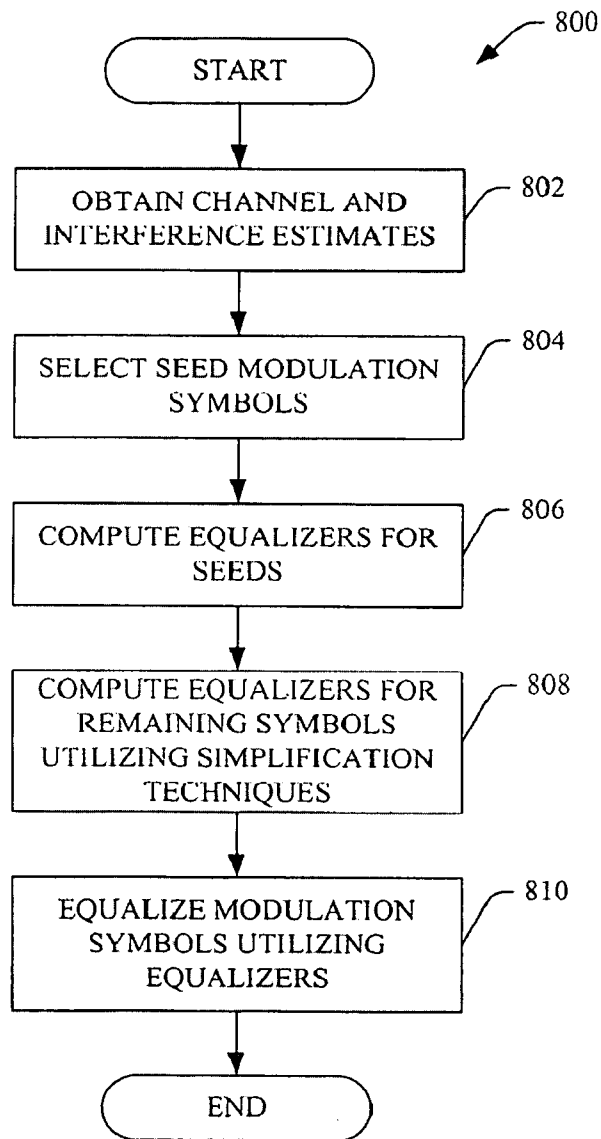 800
START
802
OBTAIN CHANNEL AND
INTERFERENCE ESTIMATES
804
SELECT SEED MODULATION
SYMBOLS
806
COMPUTE EQUALIZERS FOR
SEEDS
808
COMPUTE EQUALIZERS FOR
REMAINING SYMBOLS
UTILIZING SIMPLIFICATION
TECHNIQUES
810
EQUALIZE MODULATION
SYMBOLS UTILIZING
EQUALIZERS
END